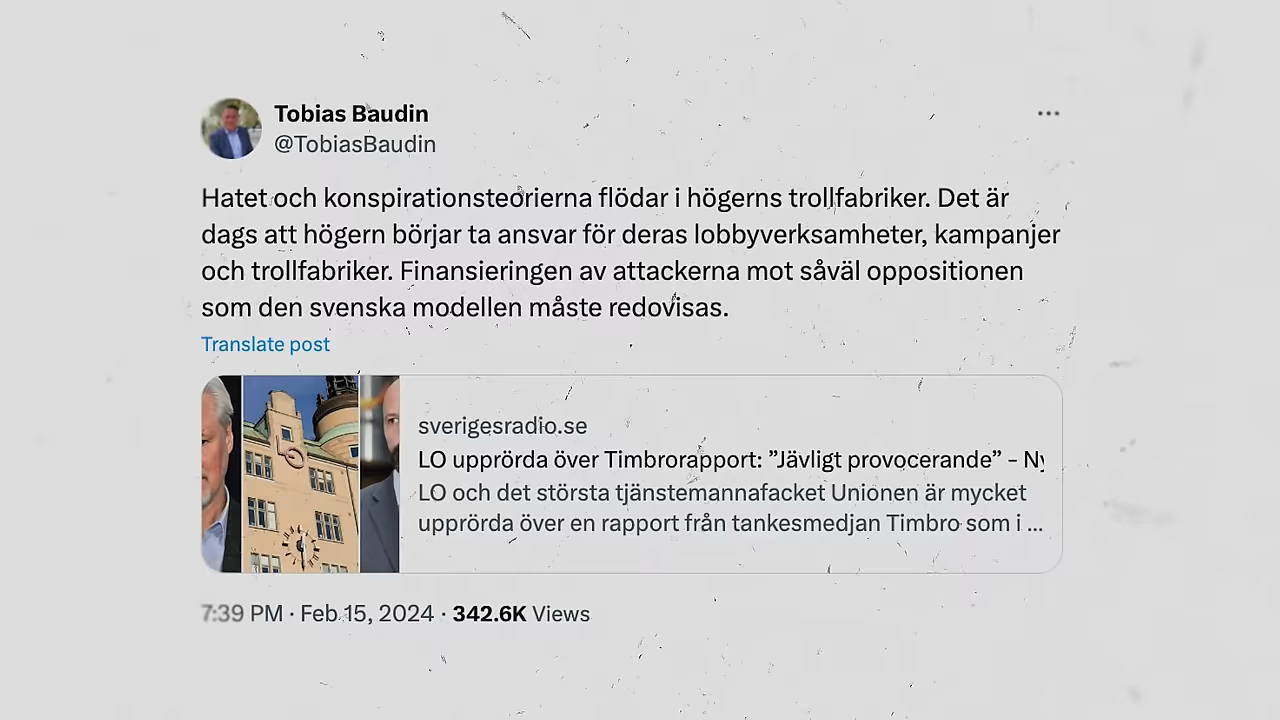 Tobias Baudin
@TobiasBaudin
Hatet och konspirationsteorierna flödar i högerns trollfabriker. Det är
dags att högern börjar ta ansvar för deras lobbyverksamheter, kampanjer
och trollfabriker. Finansieringen av attackerna mot såväl oppositionen
som den svenska modellen måste redovisas.
Translate post
sverigesradio.se
LO upprörda över Timbrorapport: ”Jävligt provocerande” – Ny
LO och det största tjänstemannafacket Unionen är mycket
upprörda över en rapport från tankesmedjan Timbro som i ...
7:39 PM · Feb 15, 2024 · 342.6K Views